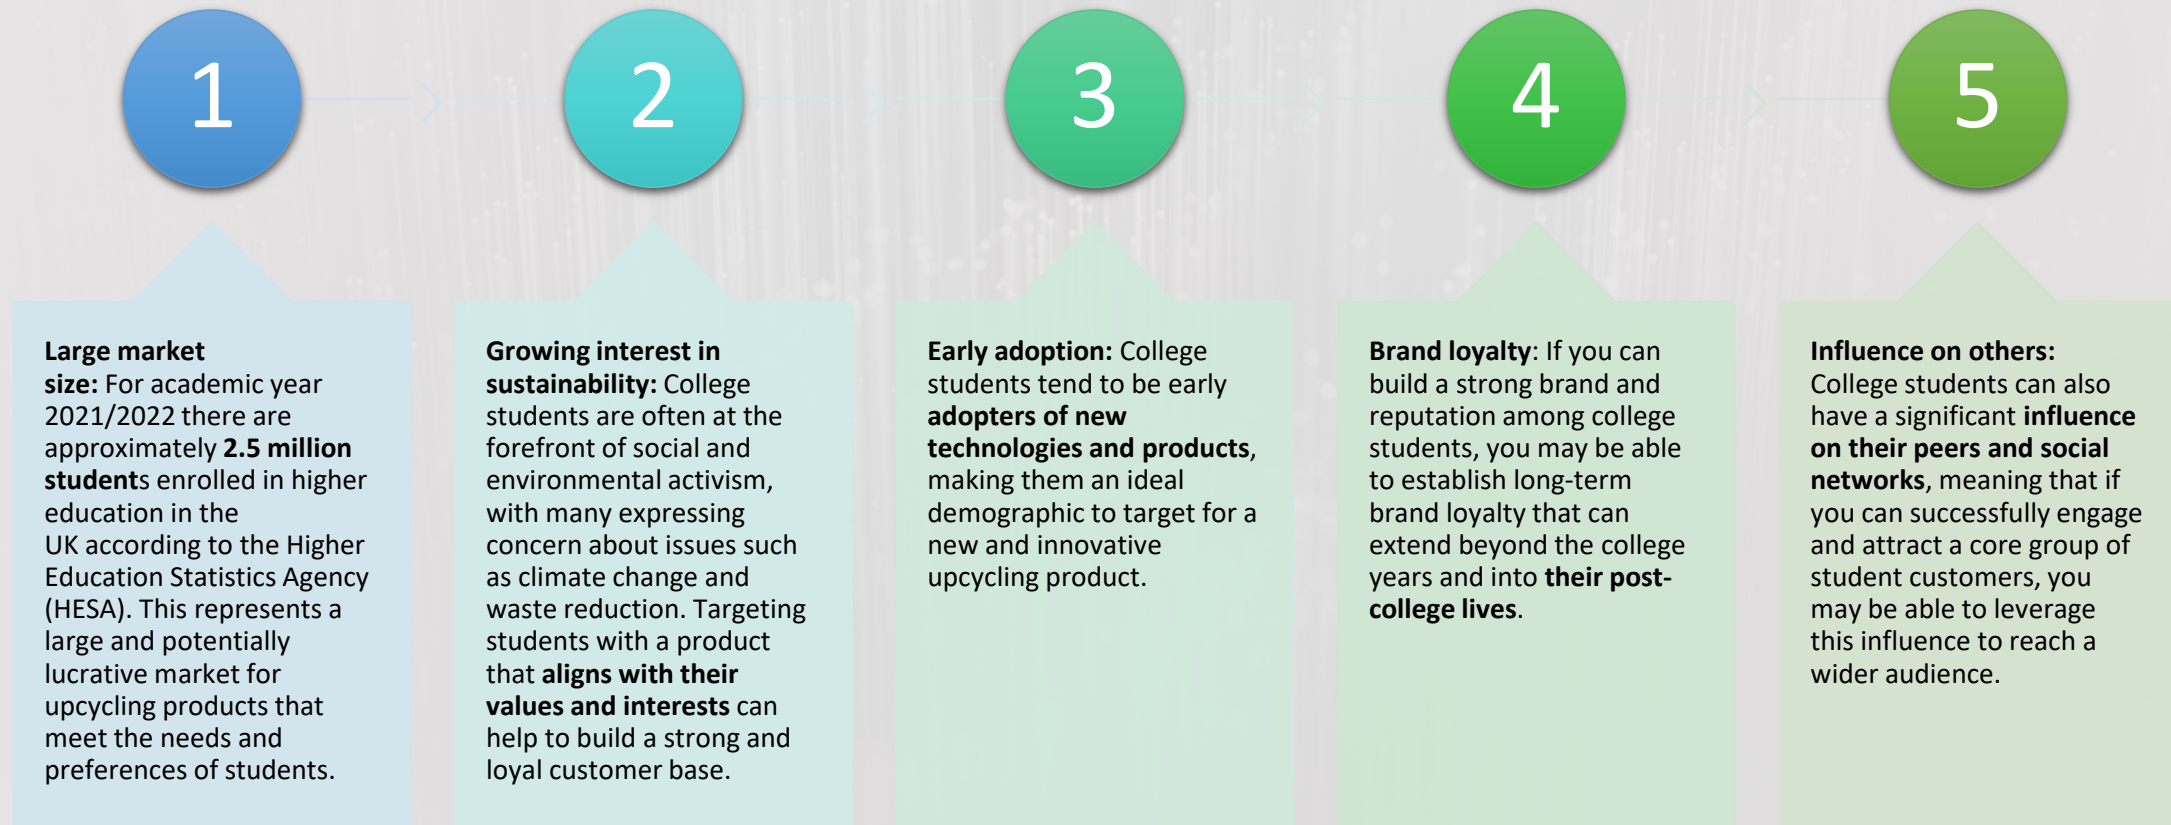 1
Large market
size: For academic year
2021/2022 there are
approximately 2.5 million
students enrolled in higher
education in the
UK according to the Higher
Education Statistics Agency
(HESA). This represents a
large and potentially
lucrative market for
upcycling products that
meet the needs and
preferences of students.
2
Growing interest in
sustainability: College
students are often at the
forefront of social and
environmental activism,
with many expressing
concern about issues such
as climate change and
waste reduction. Targeting
students with a product
that aligns with their
values and interests can
help to build a strong and
loyal customer base.
3
Early adoption: College
students tend to be early
adopters of new
technologies and products,
making them an ideal
demographic to target for a
new and innovative
upcycling product.
4
Brand loyalty: If you can
build a strong brand and
reputation among college
students, you may be able
to establish long-term
brand loyalty that can
extend beyond the college
years and into their post-
college lives.
5
Influence on others:
College students can also
have a significant influence
on their peers and social
networks, meaning that if
you can successfully engage
and attract a core group of
student customers, you
may be able to leverage
this influence to reach a
wider audience.